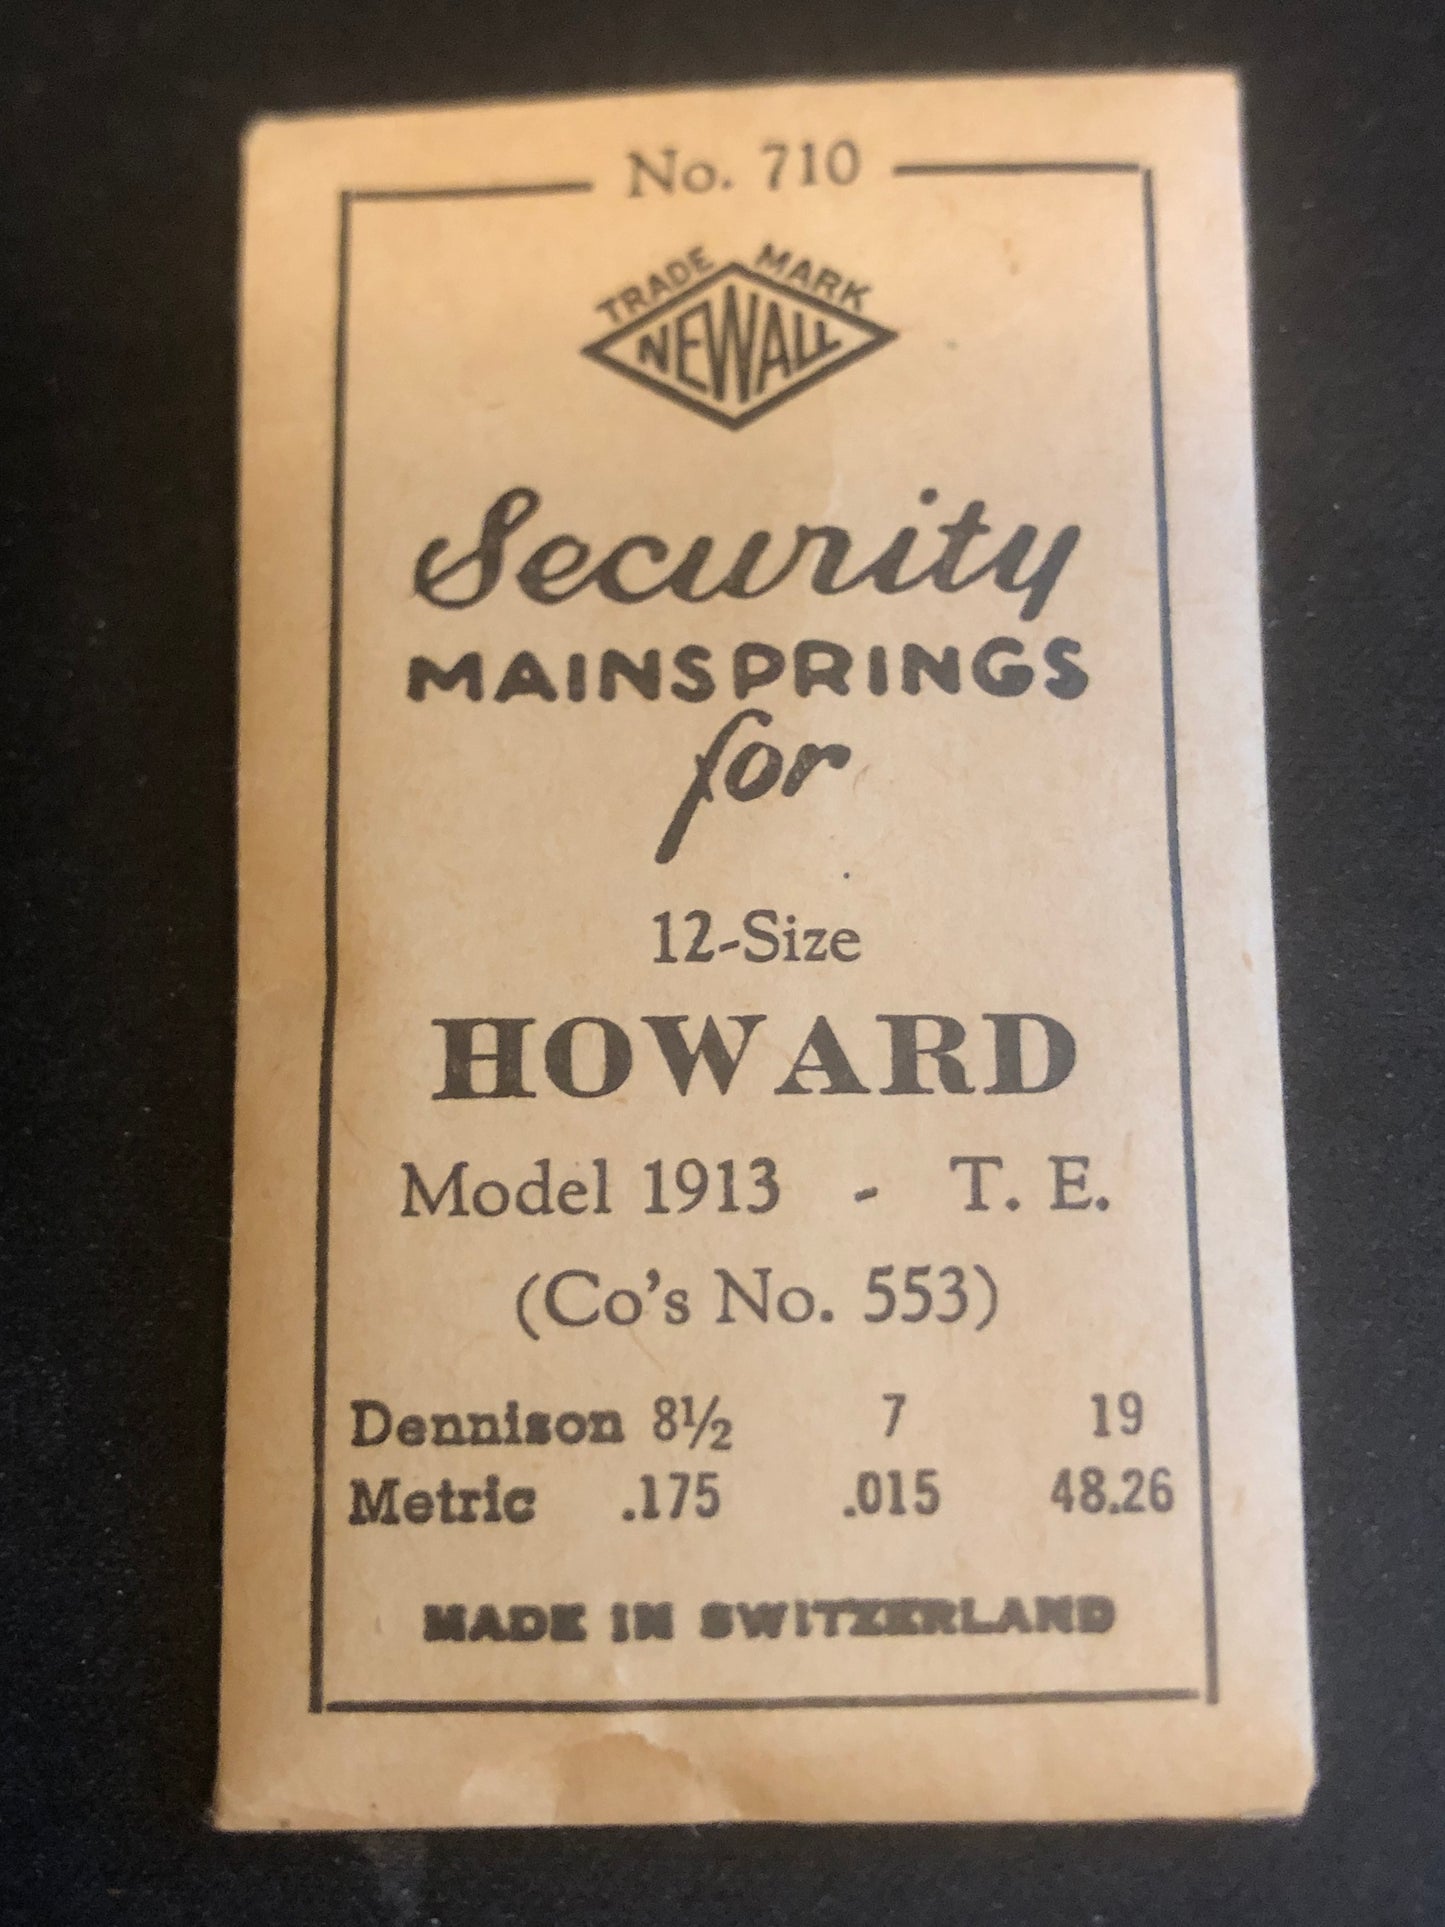 No. 710
TRADE MARK
NEWALL
Security
MAINSPRINGS
for
12-Size
HOWARD
Model 1913 - T. E.
(Co's No. 553)
Dennison 8½ 7 19
Metric .175 .015 48.26
MADE IN SWITZERLAND